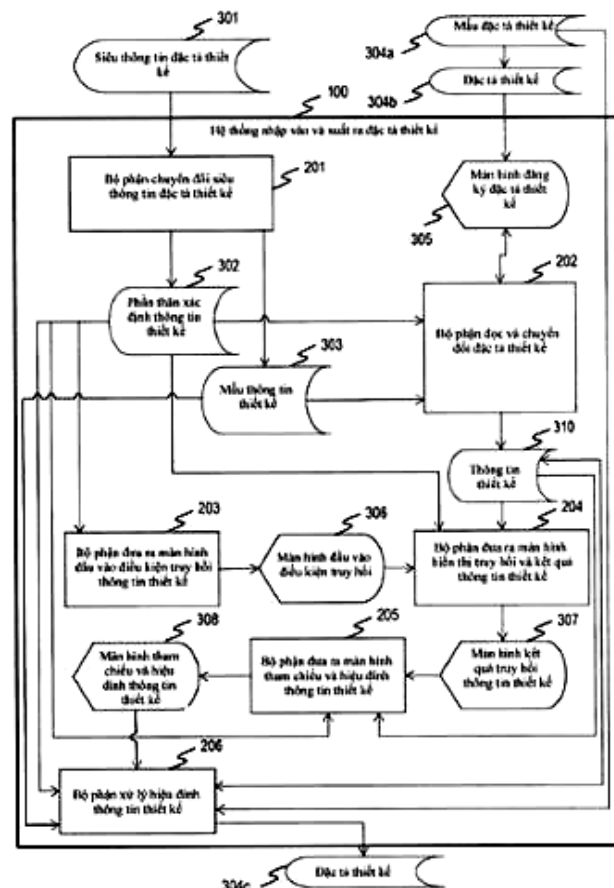 301
Siêu thông tin đặc tả thiết
kế
Mẫu đặc tả thiết kế
304a
Đặc tả thiết kế
304b
100
Hệ thống nhập vào và suất ra đặc tả thiết kế
Bộ phận chuyển đổi siêu
thông tin đặc tả thiết kế
201
Màn hình đăng
ký đặc tả thiết
kế
305
302
Phần thân xác
định thông tin
thiết kế
202
Bộ phận đọc và chuyển
đổi đặc tả thiết kế
303
Mẫu thông tin
thiết kế
310
Thông tin
thiết kế
203
Bộ phận đưa ra màn hình
đầu vào điều kiện truy hồi
thông tin thiết kế
306
Màn hình đầu vào
điều kiện truy hồi
204
Bộ phận đưa ra màn hình
hiển thị truy hồi và kết quả
thông tin thiết kế
308
Màn hình tham
chiếu và hiệu đính
thông tin thiết
kế
205
Bộ phận đưa ra màn hình
tham chiếu và hiệu đính
thông tin thiết kế
307
Màn hình kết
quả truy hồi
thông tin thiết kế
206
Bộ phận xử lý hiệu đính
thông tin thiết kế
Đặc tả thiết kế
304c